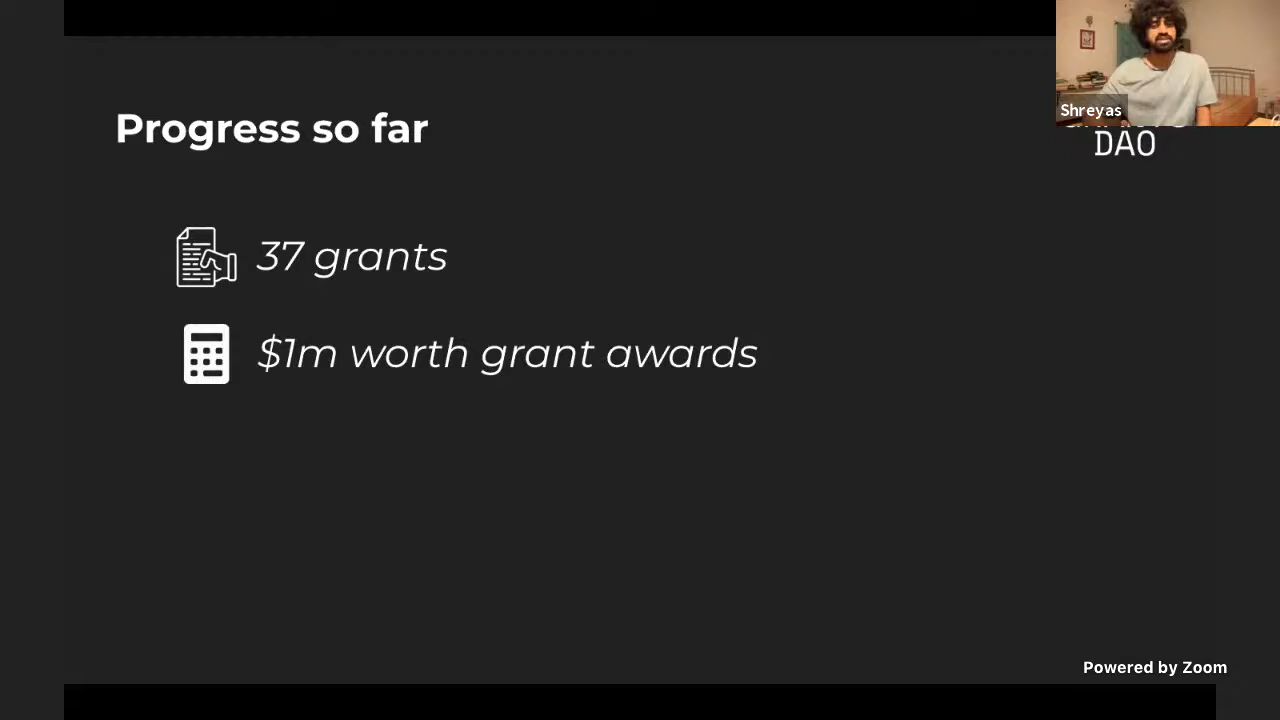 Progress so far
Shreyas
DAO
37 grants
$1m worth grant awards
Powered by Zoom